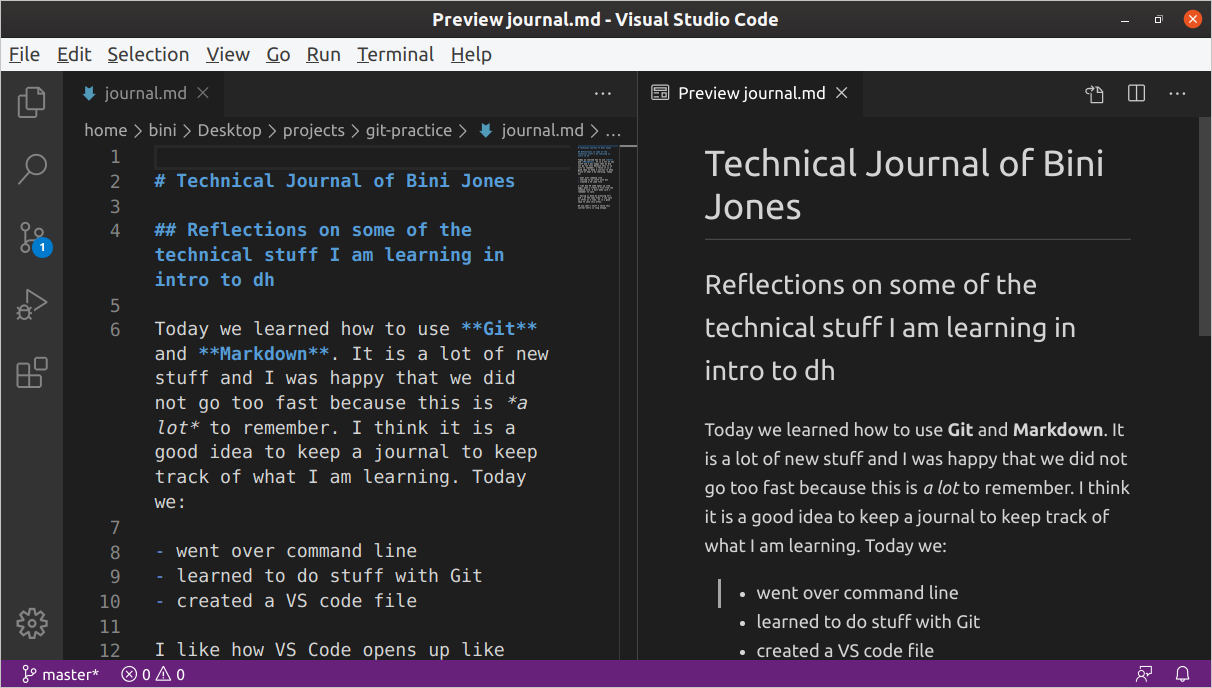 Preview journal.md - Visual Studio Code
File Edit Selection View Go Run Terminal Help
journal.md
home > bini > Desktop > projects > git-practice > journal.md > ...
1
2 # Technical Journal of Bini Jones
3
4 ## Reflections on some of the
technical stuff I am learning in
intro to dh
5
6 Today we learned how to use **Git**
and **Markdown**. It is a lot of new
stuff and I was happy that we did
not go too fast because this is *a
lot* to remember. I think it is a
good idea to keep a journal to keep
track of what I am learning. Today
we:
7
8 - went over command line
9 - learned to do stuff with Git
10 - created a VS code file
11
12 I like how VS Code opens up like
Preview journal.md
Technical Journal of Bini
Jones
Reflections on some of the
technical stuff I am learning in
intro to dh
Today we learned how to use Git and Markdown. It
is a lot of new stuff and I was happy that we did not
go too fast because this is a lot to remember. I think
it is a good idea to keep a journal to keep track of
what I am learning. Today we:
• went over command line
• learned to do stuff with Git
• created a VS code file
1
master* 0 0